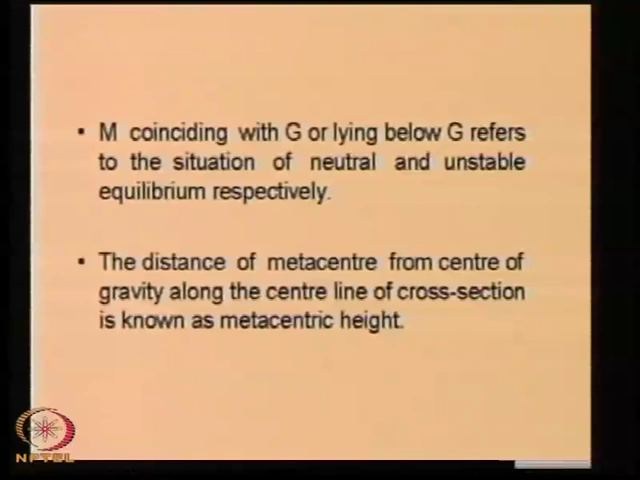 • M coinciding with G or lying below G refers
to the situation of neutral and unstable
equilibrium respectively.
• The distance of metacentre from centre of
gravity along the centre line of cross-section
is known as metacentric height.
NPTEL